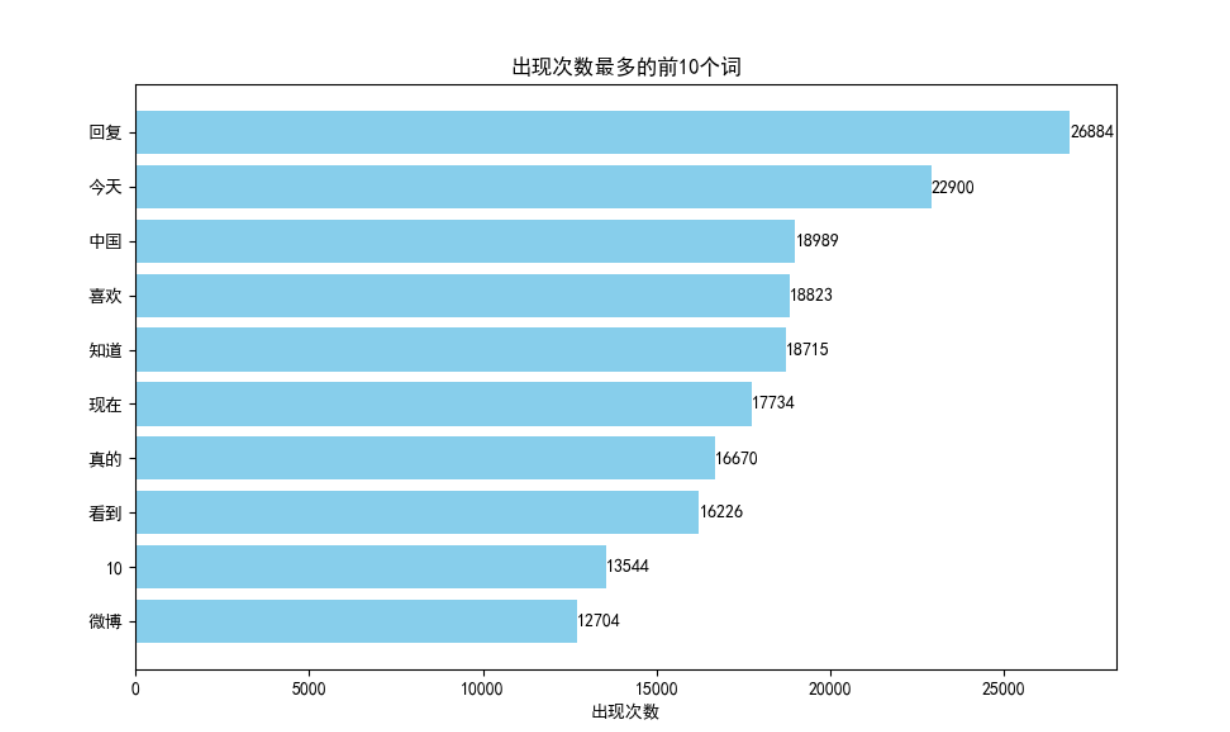 出现次数最多的前10个词
回复 26884
今天 22900
中国 18989
喜欢 18823
知道 18715
现在 17734
真的 16670
看到 16226
10 13544
微博 12704
0 5000 10000 15000 20000 25000
出现次数